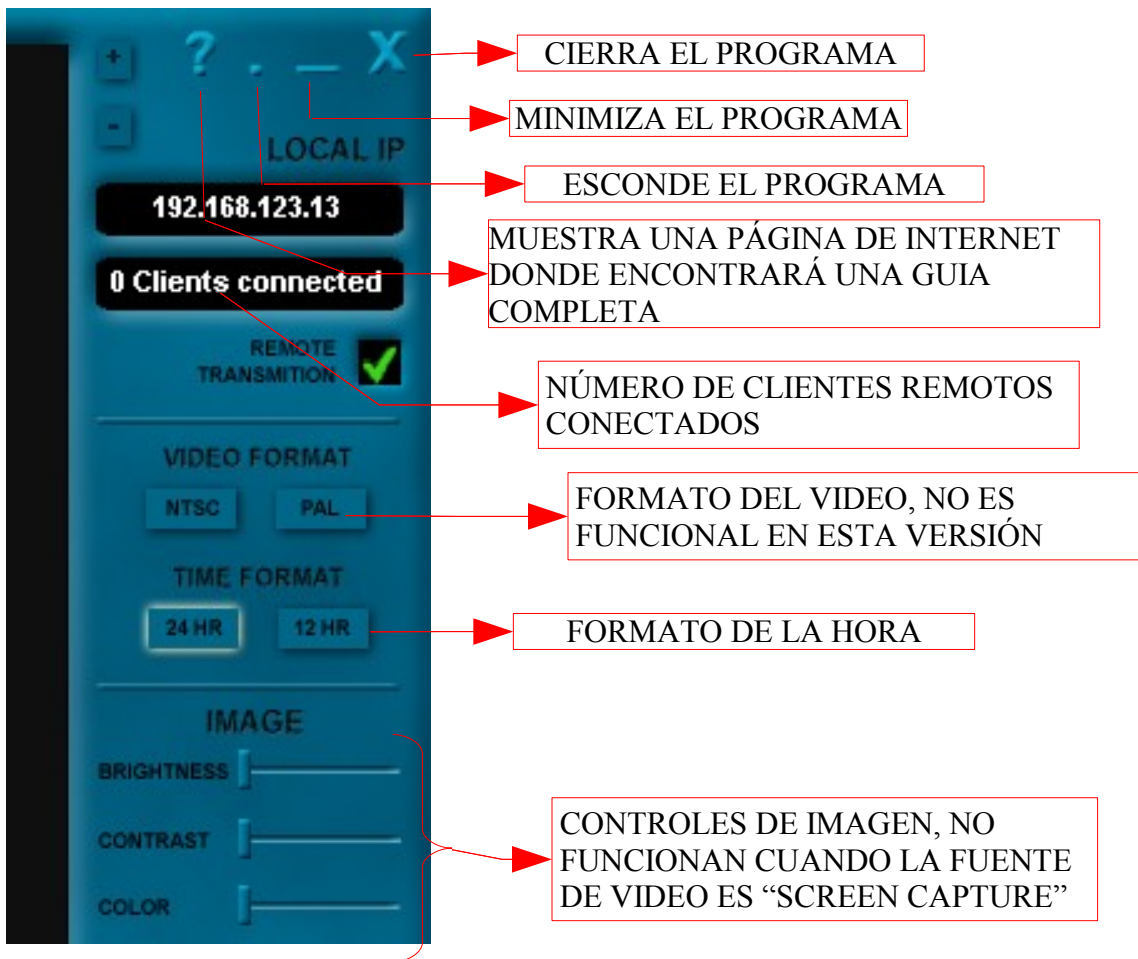 +
? . — X
-
LOCAL IP
192.168.123.13
0 Clients connected
REMOTE
TRANSMITION
VIDEO FORMAT
NTSC PAL
TIME FORMAT
24 HR 12 HR
IMAGE
BRIGHTNESS
CONTRAST
COLOR
CIERRA EL PROGRAMA
MINIMIZA EL PROGRAMA
ESCONDE EL PROGRAMA
MUESTRA UNA PÁGINA DE INTERNET
DONDE ENCONTRARÁ UNA GUIA
COMPLETA
NÚMERO DE CLIENTES REMOTOS
CONECTADOS
FORMATO DEL VIDEO, NO ES
FUNCIONAL EN ESTA VERSIÓN
FORMATO DE LA HORA
CONTROLES DE IMAGEN, NO
FUNCIONAN CUANDO LA FUENTE
DE VIDEO ES “SCREEN CAPTURE”